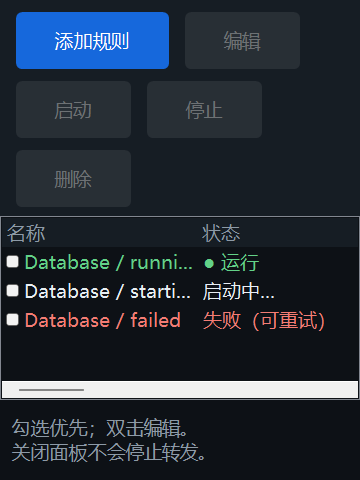 添加规则 编辑
启动 停止
删除
名称 状态
Database / runni... ● 运行
Database / starti... 启动中...
Database / failed 失败（可重试）
勾选优先；双击编辑。
关闭面板不会停止转发。